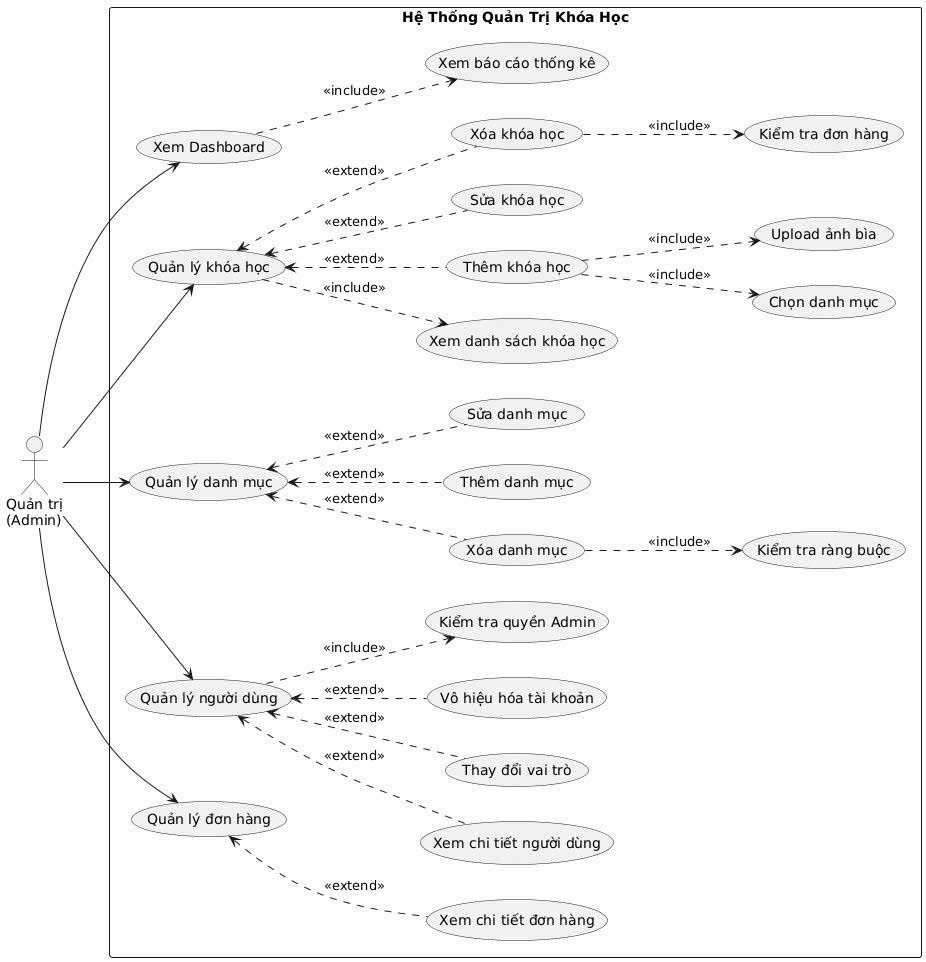 Hệ Thống Quản Trị Khóa Học
Xem báo cáo thống kê
«include»
Xem Dashboard
Xóa khóa học
«include»
Kiểm tra đơn hàng
«extend»
Sửa khóa học
«extend»
Upload ảnh bìa
«include»
Quản lý khóa học
«extend»
Thêm khóa học
«include»
Chọn danh mục
«include»
Xem danh sách khóa học
Sửa danh mục
«extend»
Quản lý danh mục
«extend»
Thêm danh mục
«extend»
Quản trị
(Admin)
Xóa danh mục
«include»
Kiểm tra ràng buộc
Kiểm tra quyền Admin
«include»
Quản lý người dùng
«extend»
Vô hiệu hóa tài khoản
«extend»
Thay đổi vai trò
«extend»
Quản lý đơn hàng
Xem chi tiết người dùng
«extend»
Xem chi tiết đơn hàng